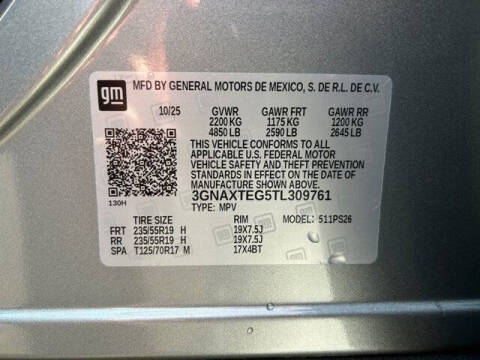 gm
MFD BY GENERAL MOTORS DE MEXICO, S. DE R.L. DE C.V.
10/25 GVWR GAWR FRT GAWR RR
2200 KG 1175 KG 1200 KG
4850 LB 2590 LB 2645 LB
THIS VEHICLE CONFORMS TO ALL
APPLICABLE U.S. FEDERAL MOTOR
VEHICLE SAFETY AND THEFT PREVENTION
STANDARDS IN EFFECT ON THE DATE OF
MANUFACTURE SHOWN ABOVE.
3GNAXTEG5TL309761
130H
TYPE: MPV
TIRE SIZE RIM MODEL: 511PS26
FRT 235/55R19 H 19X7.5J
RR 235/55R19 H 19X7.5J
SPA T125/70R17 M 17X4BT